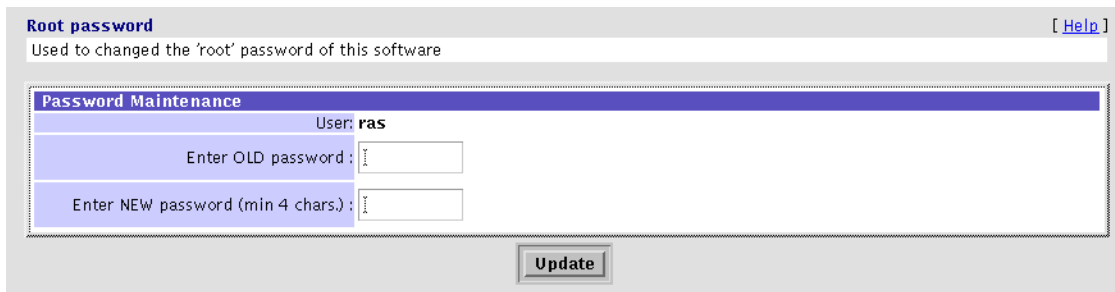 Root password [ Help ]
Used to changed the 'root' password of this software
Password Maintenance
User: ras
Enter OLD password :
Enter NEW password (min 4 chars.) :
Update